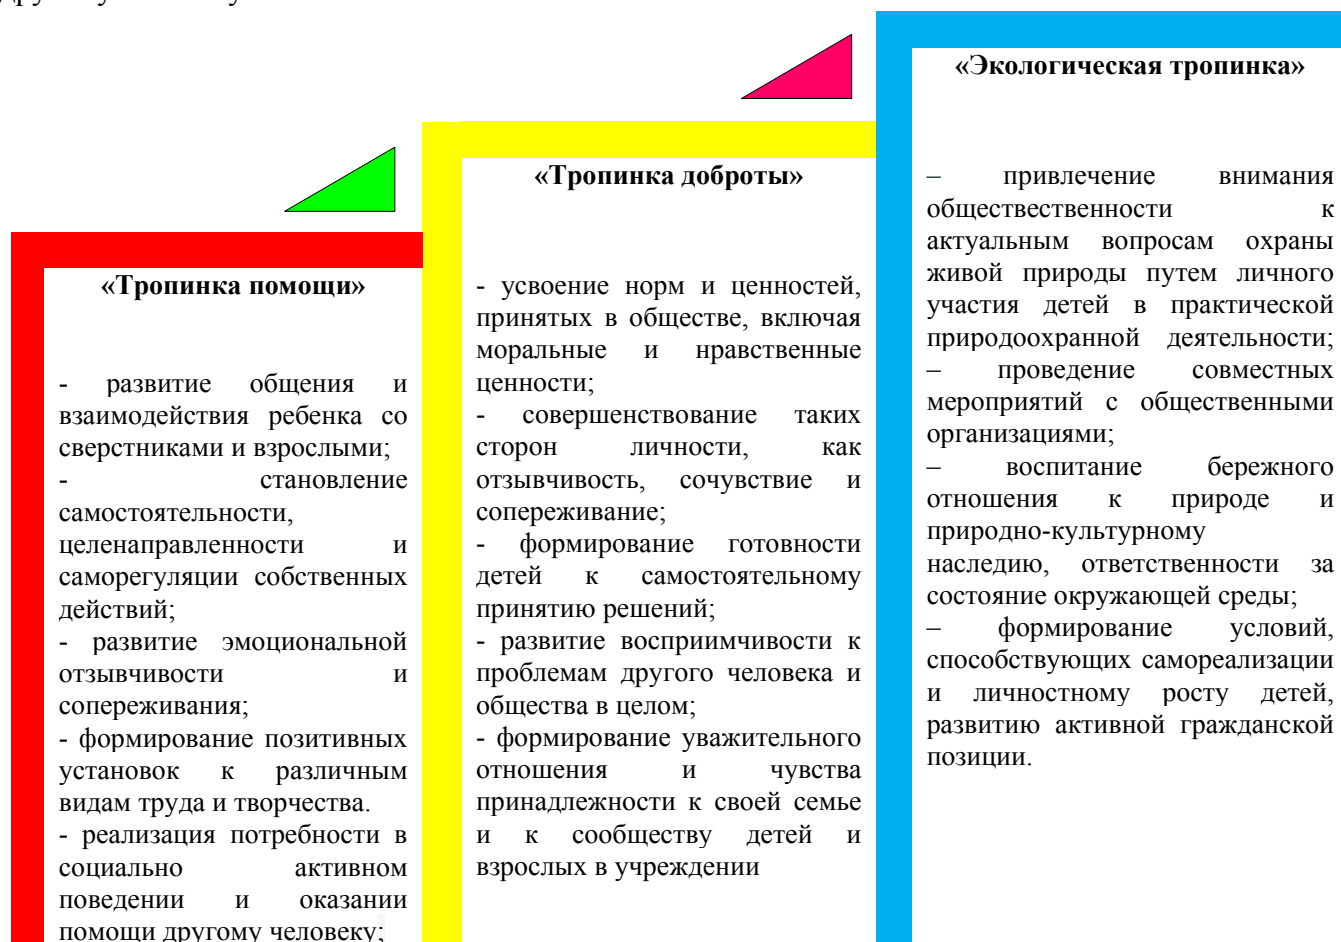 «Тропинка помощи»
- развитие общения и
взаимодействия ребенка со
сверстниками и взрослыми;
- становление
самостоятельности,
целенаправленности и
саморегуляции собственных
действий;
- развитие эмоциональной
отзывчивости и
сопереживания;
- формирование позитивных
установок к различным
видам труда и творчества.
- реализация потребности в
социально активном
поведении и оказании
помощи другому человеку;
«Тропинка доброты»
- усвоение норм и ценностей,
принятых в обществе, включая
моральные и нравственные
ценности;
- совершенствование таких
сторон личности, как
отзывчивость, сочувствие и
сопереживание;
- формирование готовности
детей к самостоятельному
принятию решений;
- развитие восприимчивости к
проблемам другого человека и
общества в целом;
- формирование уважительного
отношения и чувства
принадлежности к своей семье
и к сообществу детей и
взрослых в учреждении
«Экологическая тропинка»
– привлечение внимания
обществественности к
актуальным вопросам охраны
живой природы путем личного
участия детей в практической
природоохранной деятельности;
– проведение совместных
мероприятий с общественными
организациями;
– воспитание бережного
отношения к природе и
природно-культурному
наследию, ответственности за
состояние окружающей среды;
– формирование условий,
способствующих самореализации
и личностному росту детей,
развитию активной гражданской
позиции.